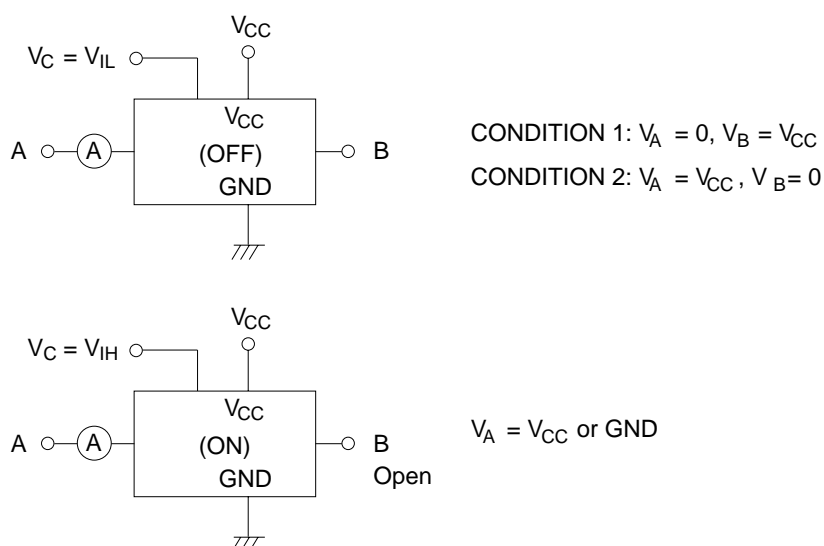 VCC
VC = VIL
VCC
A A (OFF) B
GND
CONDITION 1: VA = 0, VB = VCC
CONDITION 2: VA = VCC , V B= 0
VCC
VC = VIH
VCC
A A (ON) B
GND Open
VA = VCC or GND